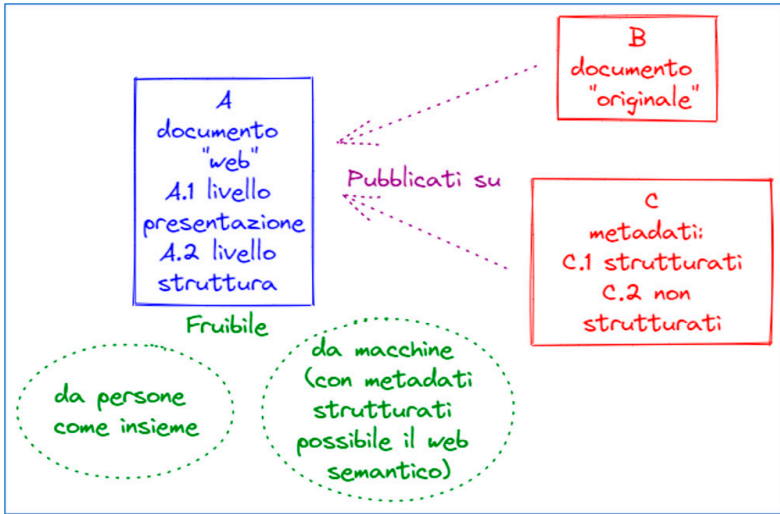 A
documento
"web"
A.1 livello
presentazione
A.2 livello
struttura
B
documento
"originale"
Pubblicati su
C
metadati:
C.1 strutturati
C.2 non
strutturati
Fruibile
da persone
come insieme
da macchine
(con metadati
strutturati
possibile il web
semantico)